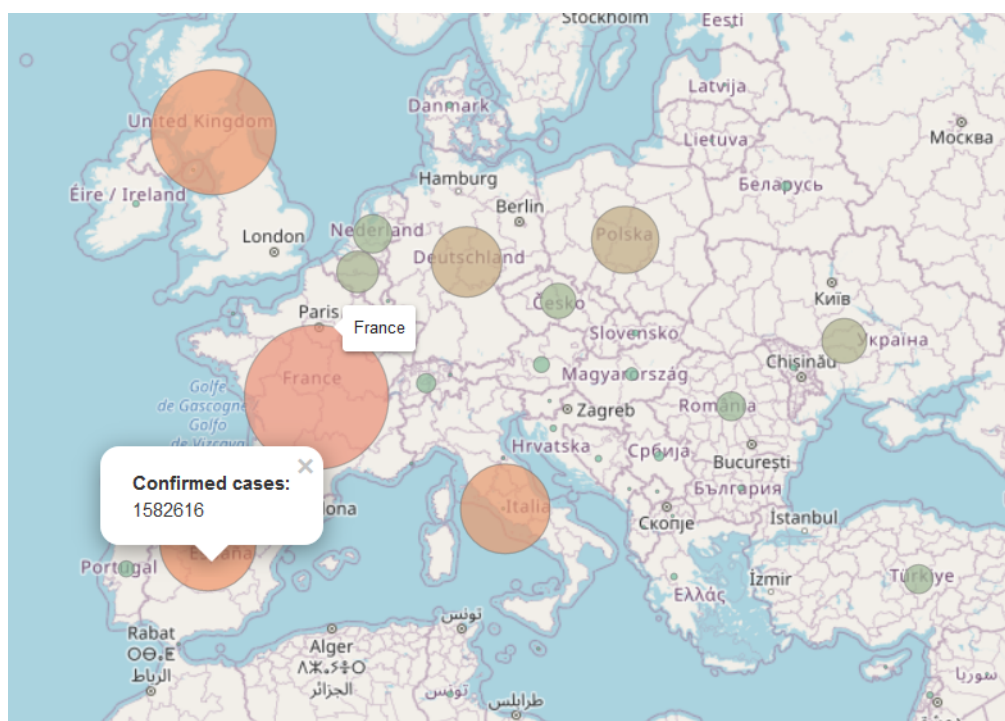 Stockholm
Eesti
Latvija
Danmark
Москва
United Kingdom
Lietuva
Hamburg
Беларусь
Éire / Ireland
Berlin
Nederland
London
Polska
Deutschland
Київ
Česko
Paris
France
Slovensko
Україна
Chișinău
France
Magyarország
Golfe
de Gascogne
Golfo
de Vizcaya
România
Zagreb
Hrvatska
Србија
București
Confirmed cases:
1582616
×
България
Italia
Скопје
İstanbul
España
Portugal
İzmir
Türkiye
Ελλάς
تونس
Rabat
ⵔⴱⴰⵟ
الرباط
Alger
الجزائر
تونس
طرابلس
سوريا